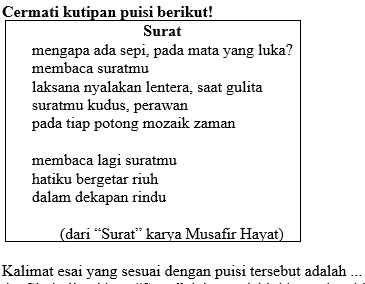 Cermati kutipan puisi berikut!
Surat
mengapa ada sepi, pada mata yang luka?
membaca suratmu
laksana nyalakan lentera, saat gulita
suratmu kudus, perawan
pada tiap potong mozaik zaman
membaca lagi suratmu
hatiku bergetar riuh
dalam dekapan rindu
(dari “Surat” karya Musafir Hayat)
Kalimat esai yang sesuai dengan puisi tersebut adalah ...